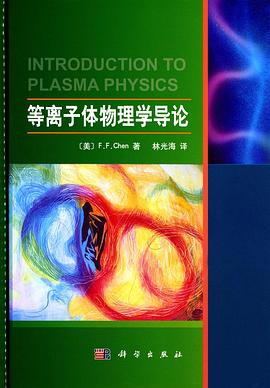 INTRODUCTION TO
PLASMA PHYSICS
等离子体物理学导论
〔美〕F.F.Chen 著 林光海 译
科学出版社